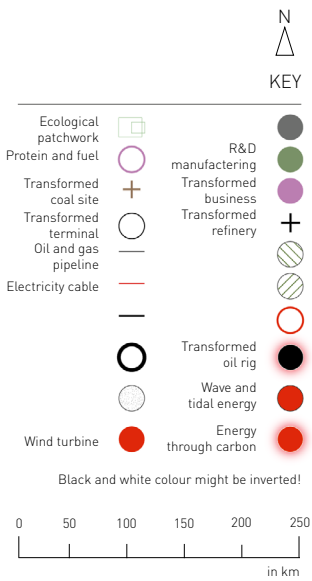 N
KEY
Ecological
patchwork
Protein and fuel
R&D
manufactering
Transformed
coal site
Transformed
business
Transformed
terminal
Transformed
refinery
Oil and gas
pipeline
Electricity cable
Transformed
oil rig
Wave and
tidal energy
Wind turbine
Energy
through carbon
Black and white colour might be inverted!
0 50 100 150 200 250
in km